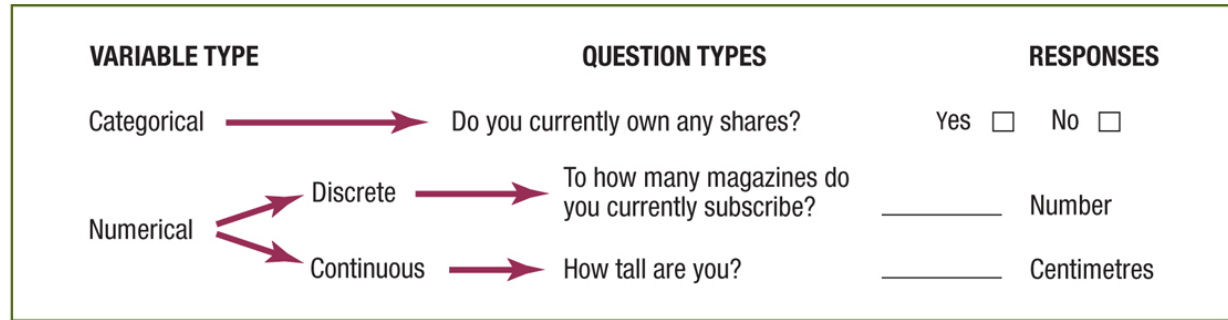 VARIABLE TYPE QUESTION TYPES RESPONSES
Categorical Do you currently own any shares? Yes No
Numerical
Discrete To how many magazines do
you currently subscribe? Number
Continuous How tall are you? Centimetres